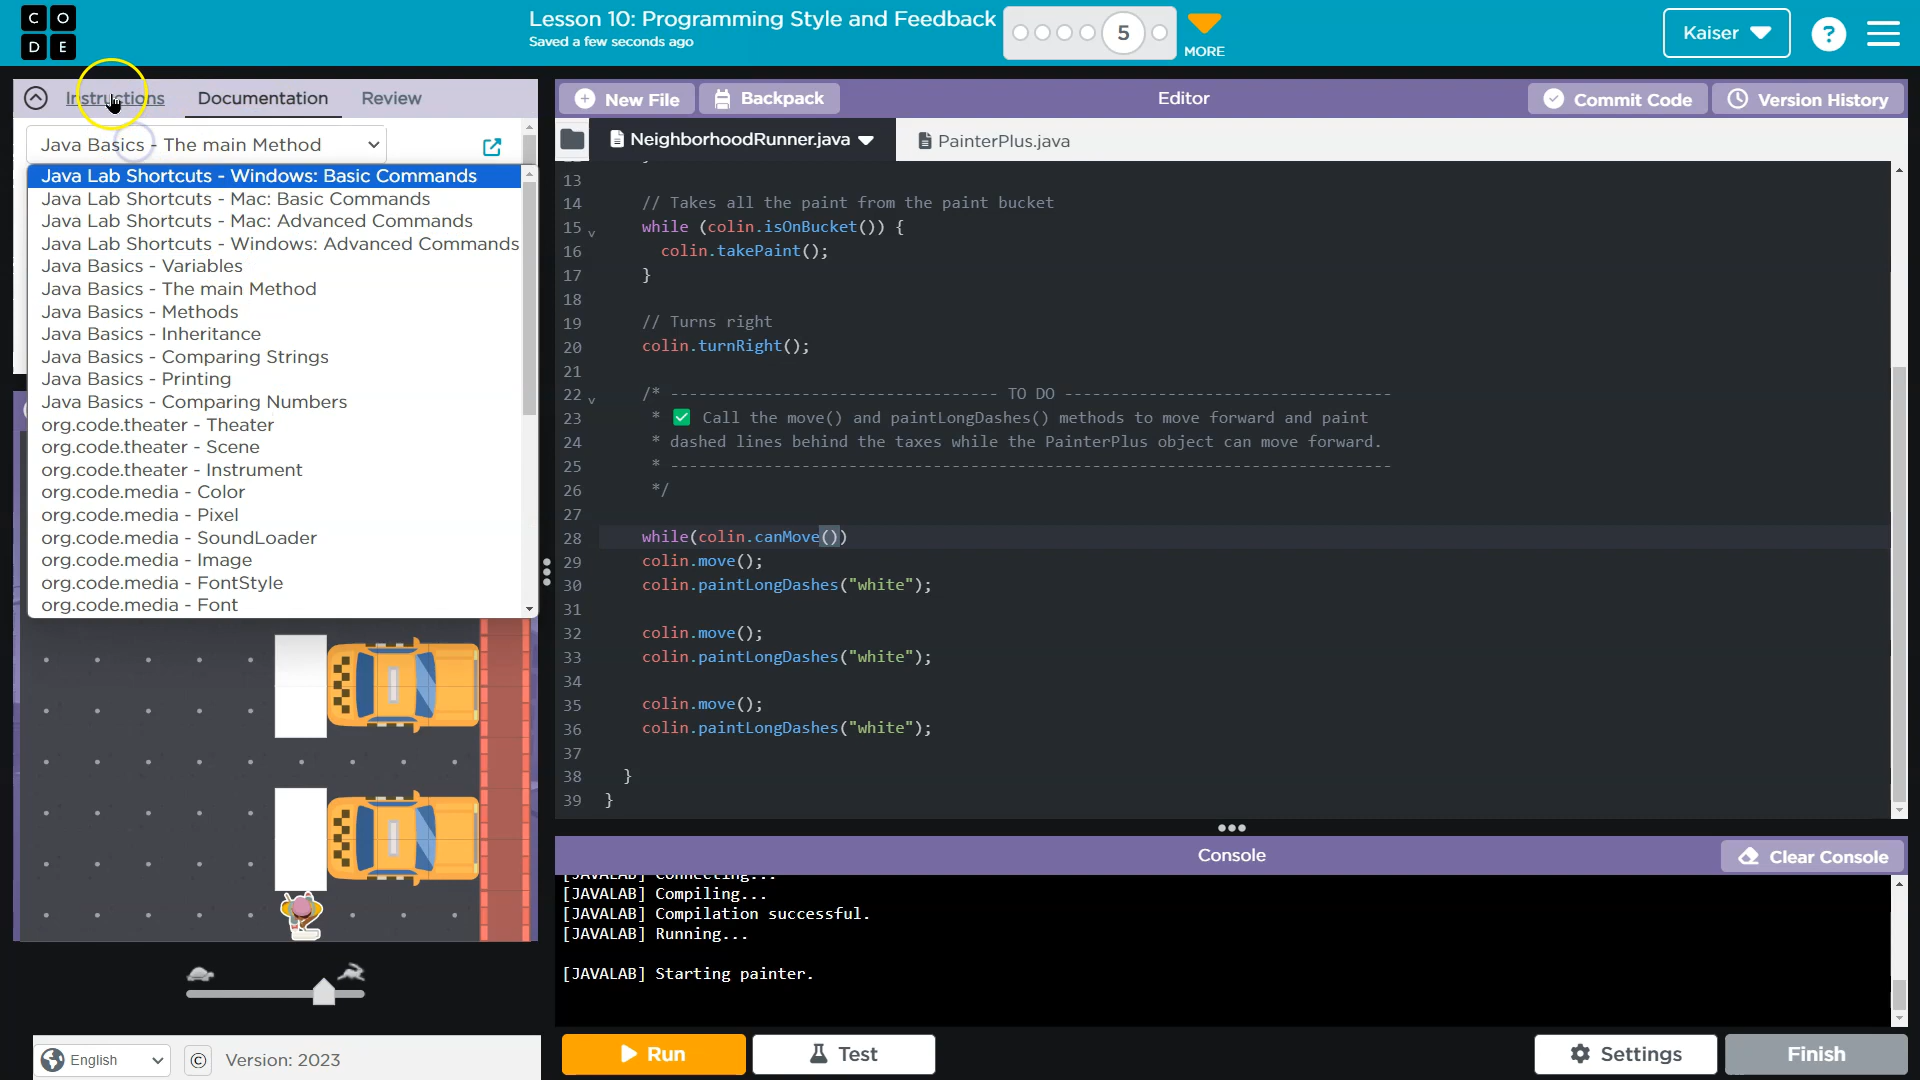 CO
DE
Lesson 10: Programming Style and Feedback
Saved a few seconds ago
5
MORE
Kaiser
?
Instructions
Documentation
Review
New File
Backpack
Editor
Commit Code
Version History
Java Basics - The main Method
NeighborhoodRunner.java
PainterPlus.java
Java Lab Shortcuts - Windows: Basic Commands
Java Lab Shortcuts - Mac: Basic Commands
Java Lab Shortcuts - Mac: Advanced Commands
Java Lab Shortcuts - Windows: Advanced Commands
Java Basics - Variables
Java Basics - The main Method
Java Basics - Methods
Java Basics - Inheritance
Java Basics - Comparing Strings
Java Basics - Printing
Java Basics - Comparing Numbers
org.code.theater - Theater
org.code.theater - Scene
org.code.theater - Instrument
org.code.media - Color
org.code.media - Pixel
org.code.media - SoundLoader
org.code.media - Image
org.code.media - FontStyle
org.code.media - Font
13
14 // Takes all the paint from the paint bucket
15 while (colin.isOnBucket()) {
16 colin.takePaint();
17 }
18
19 // Turns right
20 colin.turnRight();
21
22 /* ----------------------------------- TO DO -----------------------------------
23 * ✅ Call the move() and paintLongDashes() methods to move forward and paint
24 * dashed lines behind the taxes while the PainterPlus object can move forward.
25 * -----------------------------------------------------------------------------
26 */
27
28 while(colin.canMove())
29 colin.move();
30 colin.paintLongDashes("white");
31
32 colin.move();
33 colin.paintLongDashes("white");
34
35 colin.move();
36 colin.paintLongDashes("white");
37
38 }
39 }
Console
Clear Console
[JAVALAB] Connecting...
[JAVALAB] Compiling...
[JAVALAB] Compilation successful.
[JAVALAB] Running...
[JAVALAB] Starting painter.
English
©
Version: 2023
Run
Test
Settings
Finish